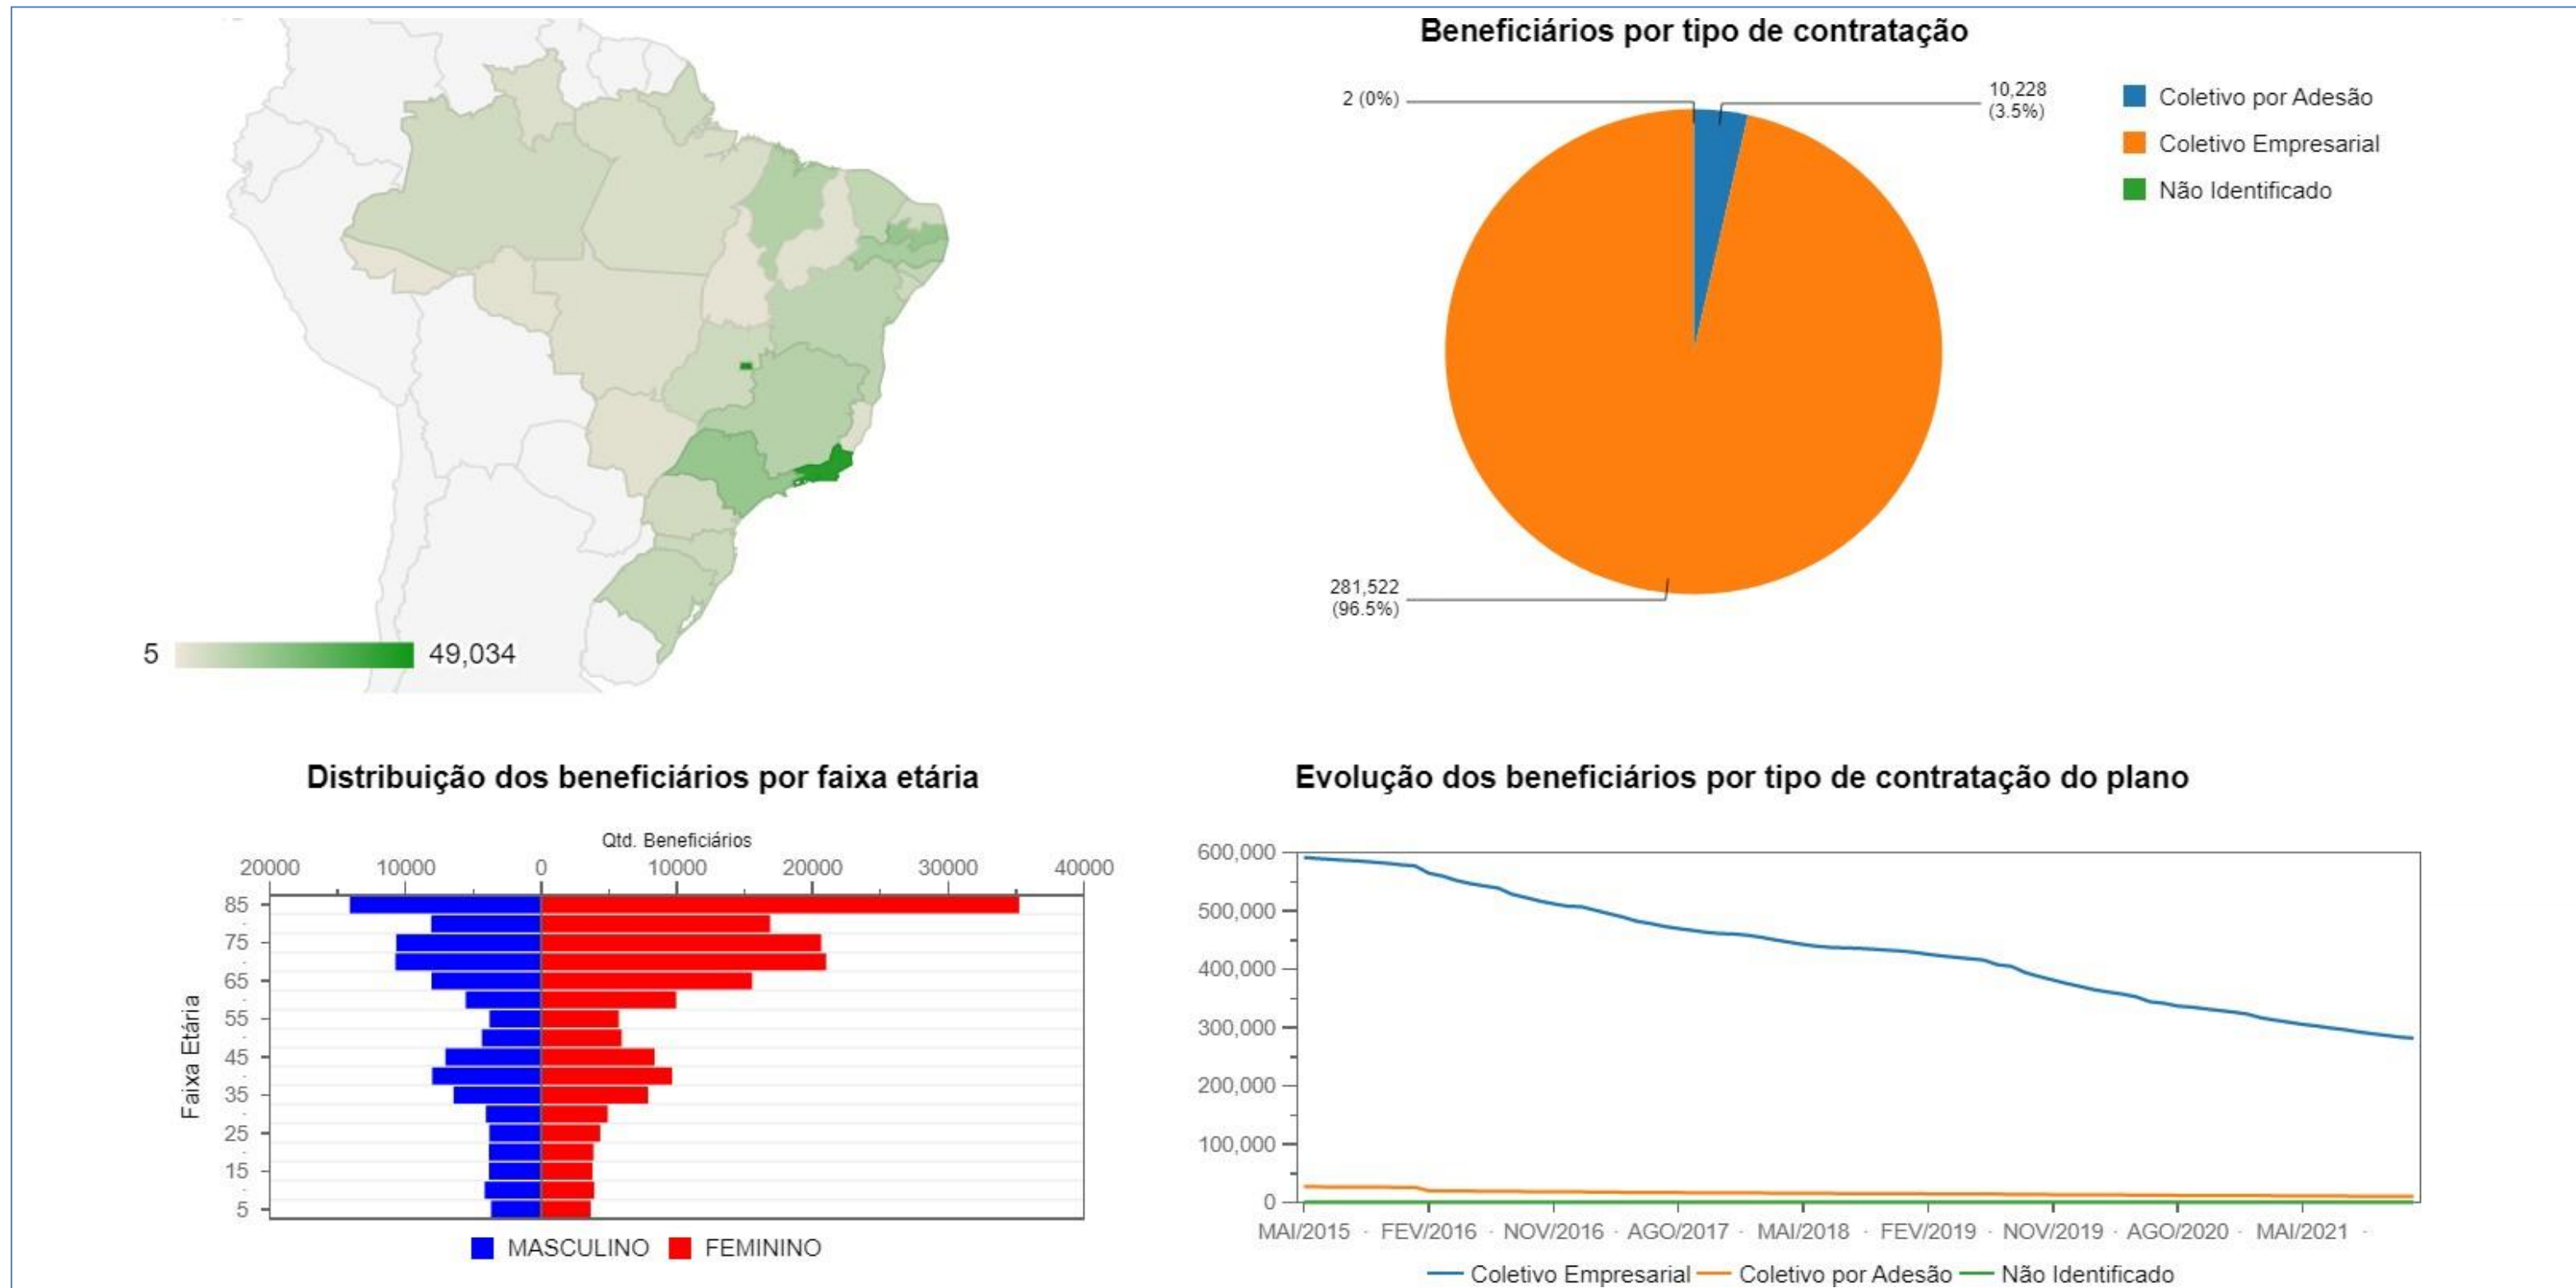 5
49,034
Beneficiários por tipo de contratação
2 (0%)
10,228
(3.5%)
281,522
(96.5%)
Coletivo por Adesão
Coletivo Empresarial
Não Identificado
Distribuição dos beneficiários por faixa etária
Qtd. Beneficiários
20000 10000 0 10000 20000 30000 40000
Faixa Etária
85
75
65
55
45
35
25
15
5
MASCULINO FEMININO
Evolução dos beneficiários por tipo de contratação do plano
600,000
500,000
400,000
300,000
200,000
100,000
0
MAI/2015 · FEV/2016 · NOV/2016 · AGO/2017 · MAI/2018 · FEV/2019 · NOV/2019 · AGO/2020 · MAI/2021 ·
Coletivo Empresarial Coletivo por Adesão Não Identificado